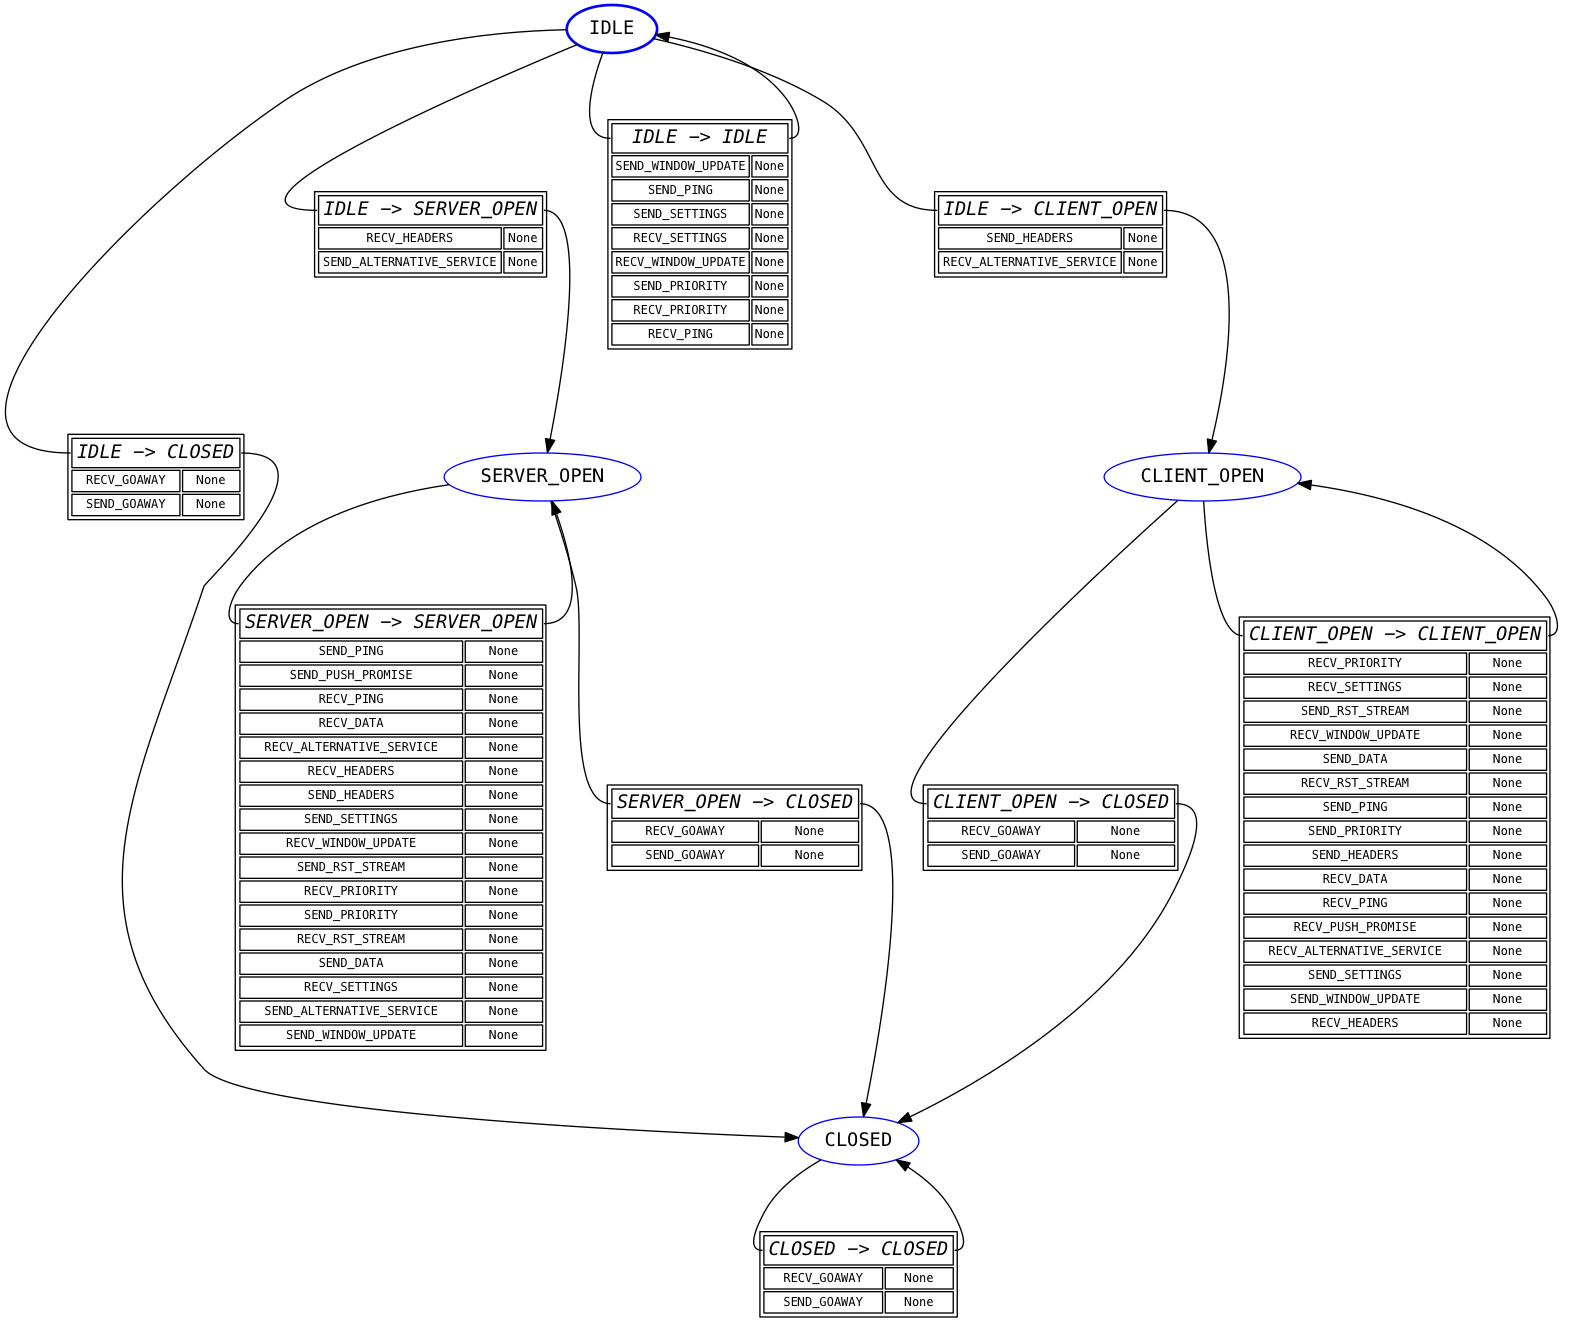 IDLE
IDLE -> IDLE
SEND_WINDOW_UPDATE None
SEND_PING None
SEND_SETTINGS None
RECV_SETTINGS None
RECV_WINDOW_UPDATE None
SEND_PRIORITY None
RECV_PRIORITY None
RECV_PING None
IDLE -> SERVER_OPEN
RECV_HEADERS None
SEND_ALTERNATIVE_SERVICE None
IDLE -> CLIENT_OPEN
SEND_HEADERS None
RECV_ALTERNATIVE_SERVICE None
IDLE -> CLOSED
RECV_GOAWAY None
SEND_GOAWAY None
SERVER_OPEN
CLIENT_OPEN
SERVER_OPEN -> SERVER_OPEN
SEND_PING None
SEND_PUSH_PROMISE None
RECV_PING None
RECV_DATA None
RECV_ALTERNATIVE_SERVICE None
RECV_HEADERS None
SEND_HEADERS None
SEND_SETTINGS None
RECV_WINDOW_UPDATE None
SEND_RST_STREAM None
RECV_PRIORITY None
SEND_PRIORITY None
RECV_RST_STREAM None
SEND_DATA None
RECV_SETTINGS None
SEND_ALTERNATIVE_SERVICE None
SEND_WINDOW_UPDATE None
SERVER_OPEN -> CLOSED
RECV_GOAWAY None
SEND_GOAWAY None
CLIENT_OPEN -> CLOSED
RECV_GOAWAY None
SEND_GOAWAY None
CLIENT_OPEN -> CLIENT_OPEN
RECV_PRIORITY None
RECV_SETTINGS None
SEND_RST_STREAM None
RECV_WINDOW_UPDATE None
SEND_DATA None
RECV_RST_STREAM None
SEND_PING None
SEND_PRIORITY None
SEND_HEADERS None
RECV_DATA None
RECV_PING None
RECV_PUSH_PROMISE None
RECV_ALTERNATIVE_SERVICE None
SEND_SETTINGS None
SEND_WINDOW_UPDATE None
RECV_HEADERS None
CLOSED
CLOSED -> CLOSED
RECV_GOAWAY None
SEND_GOAWAY None